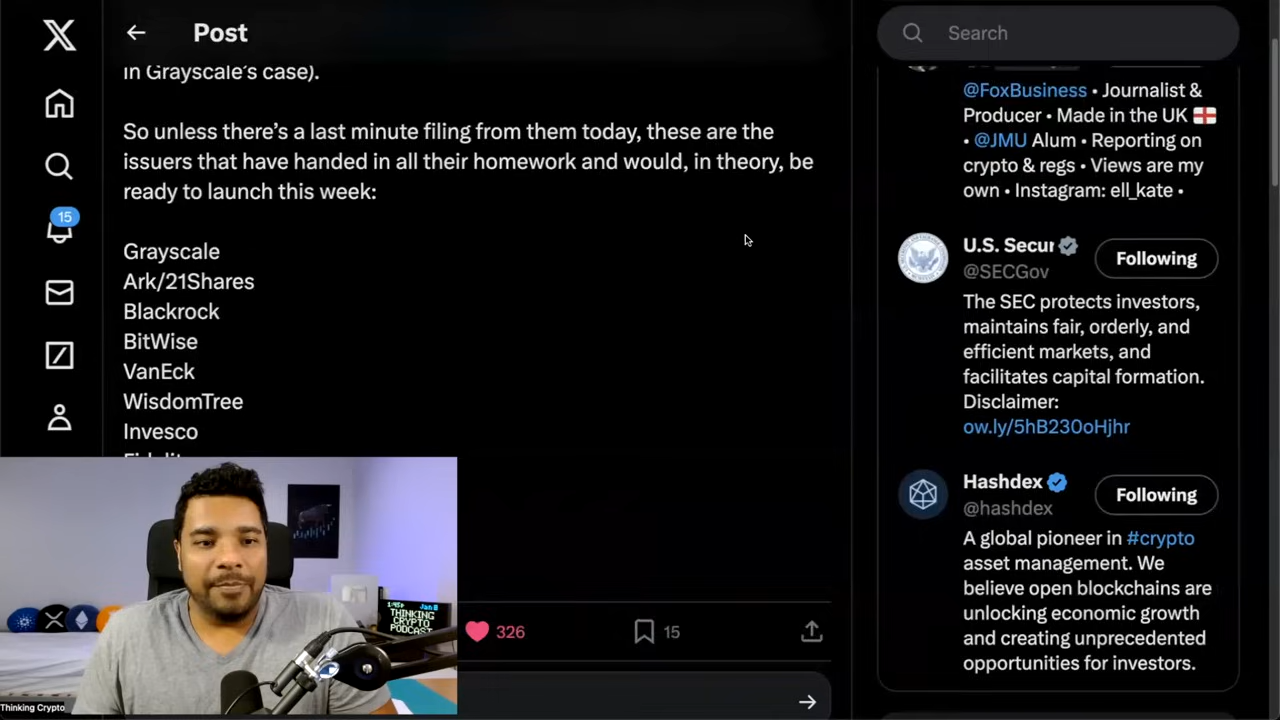 Post
in Grayscale's case).
So unless there's a last minute filing from them today, these are the
issuers that have handed in all their homework and would, in theory, be
ready to launch this week:
Grayscale
Ark/21Shares
Blackrock
BitWise
VanEck
WisdomTree
Invesco
326
15
15
Search
@FoxBusiness • Journalist &
Producer • Made in the UK
• @JMU Alum • Reporting on
crypto & regs • Views are my
own • Instagram: ell_kate •
U.S. Secur
@SECGov
Following
The SEC protects investors,
maintains fair, orderly, and
efficient markets, and
facilitates capital formation.
Disclaimer:
ow.ly/5hB230oHjhr
Hashdex
@hashdex
Following
A global pioneer in #crypto
asset management. We
believe open blockchains are
unlocking economic growth
and creating unprecedented
opportunities for investors.
Jan 8
THINKING
CRYPTO
PODCAST
Thinking Crypto